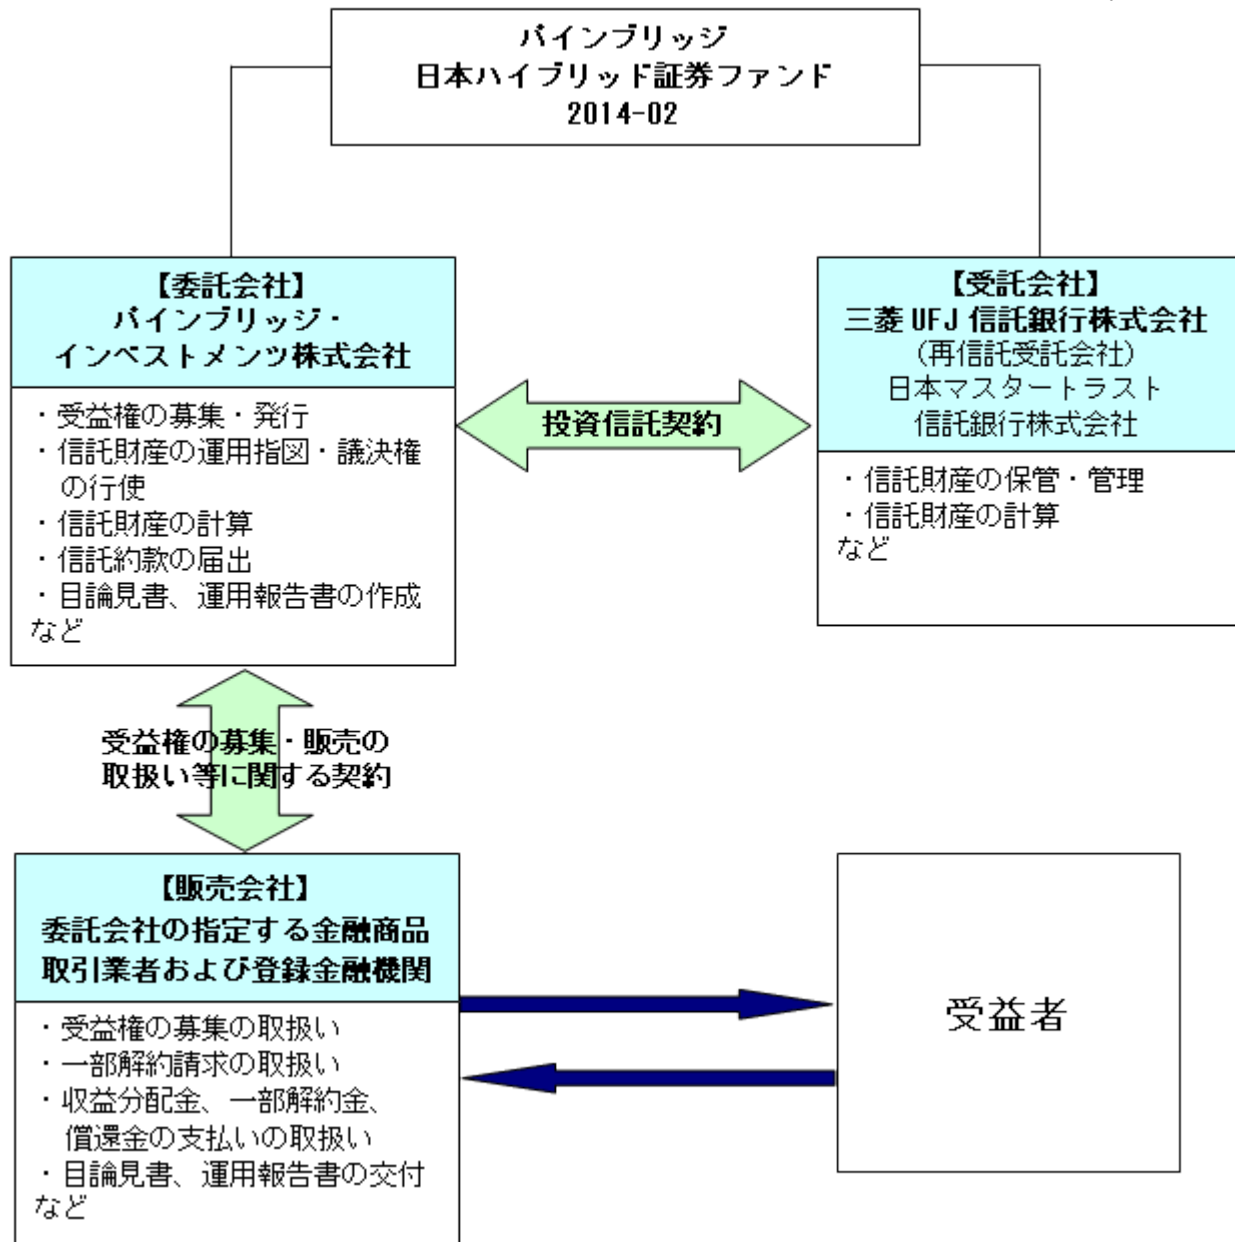 パインブリッジ
日本ハイブリッド証券ファンド
2014-02
【委託会社】
パインブリッジ・
インベストメンツ株式会社
・受益権の募集・発行
・信託財産の運用指図・議決権
の行使
・信託財産の計算
・信託約款の届出
・目論見書、運用報告書の作成
など
投資信託契約
【受託会社】
三菱 UFJ 信託銀行株式会社
（再信託受託会社）
日本マスタートラスト
信託銀行株式会社
・信託財産の保管・管理
・信託財産の計算
など
受益権の募集・販売の
取扱い等に関する契約
【販売会社】
委託会社の指定する金融商品
取引業者および登録金融機関
・受益権の募集の取扱い
・一部解約請求の取扱い
・収益分配金、一部解約金、
償還金の支払いの取扱い
・目論見書、運用報告書の交付
など
受益者